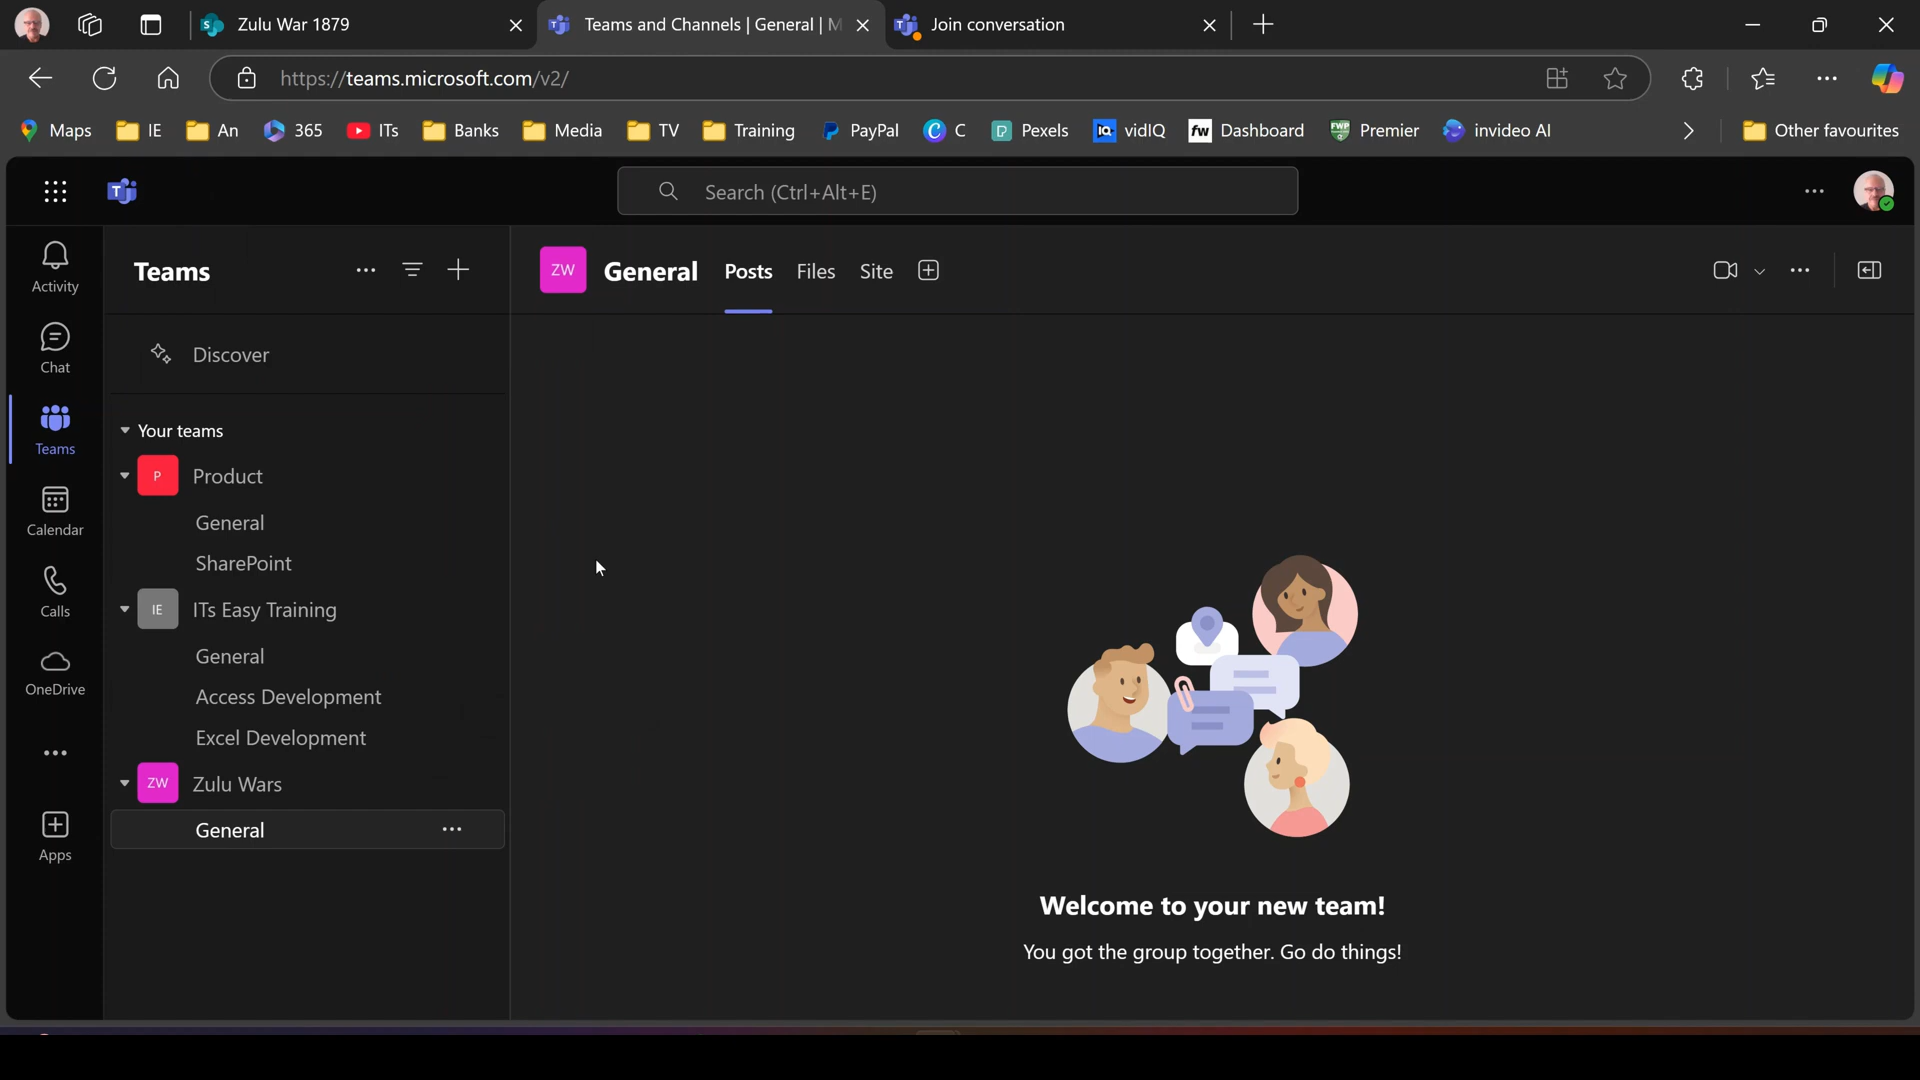 Zulu War 1879
Teams and Channels | General | M
Join conversation
https://teams.microsoft.com/v2/
Maps
IE
An
365
ITs
Banks
Media
TV
Training
PayPal
C
Pexels
vidIQ
fw Dashboard
Premier
invideo AI
Other favourites
Search (Ctrl+Alt+E)
Activity
Chat
Teams
Calendar
Calls
OneDrive
Apps
Teams
Discover
Your teams
P Product
General
SharePoint
IE ITs Easy Training
General
Access Development
Excel Development
ZW Zulu Wars
General
ZW General Posts Files Site
Welcome to your new team!
You got the group together. Go do things!